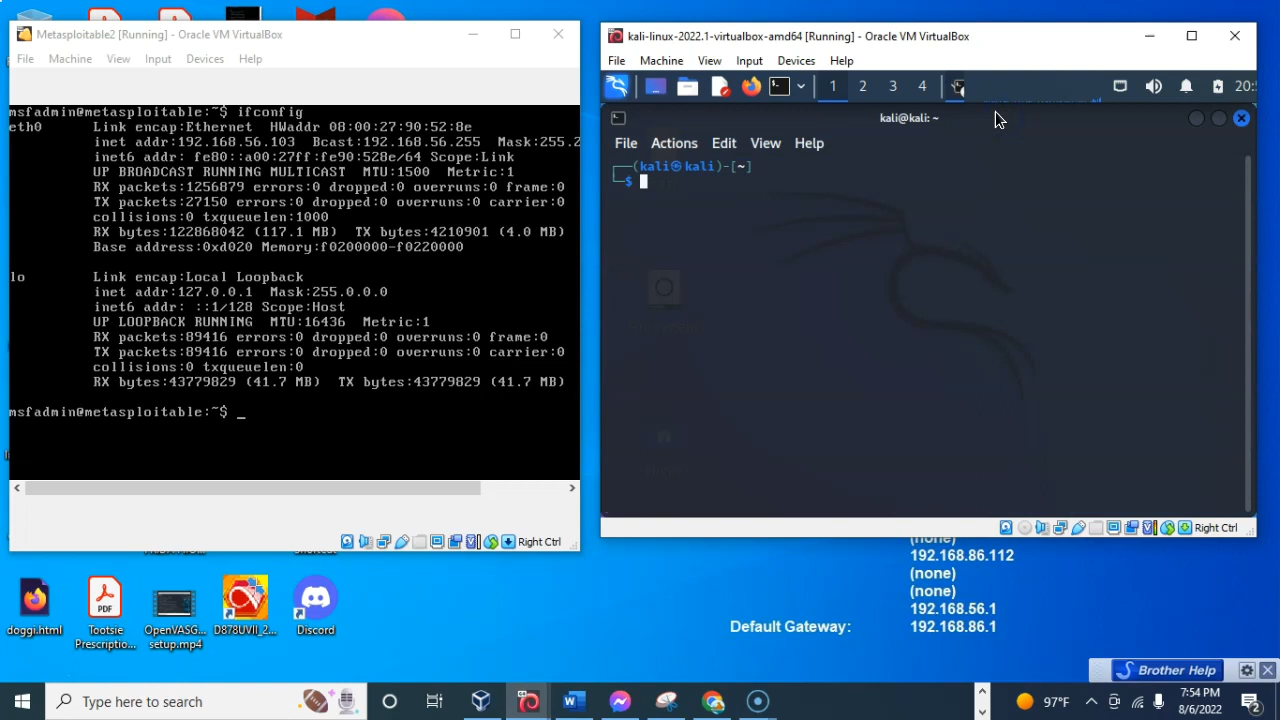 Metasploitable2 [Running] - Oracle VM VirtualBox
File Machine View Input Devices Help
msfadmin@metasploitable:~$ ifconfig
eth0 Link encap:Ethernet HWaddr 08:00:27:90:52:8e
inet addr:192.168.56.103 Bcast:192.168.56.255 Mask:255.2
inet6 addr: fe80::a00:27ff:fe90:528e/64 Scope:Link
UP BROADCAST RUNNING MULTICAST MTU:1500 Metric:1
RX packets:1256879 errors:0 dropped:0 overruns:0 frame:0
TX packets:27150 errors:0 dropped:0 overruns:0 carrier:0
collisions:0 txqueuelen:1000
RX bytes:122868042 (117.1 MB) TX bytes:4210901 (4.0 MB)
Base address:0xd020 Memory:f0200000-f0220000
lo Link encap:Local Loopback
inet addr:127.0.0.1 Mask:255.0.0.0
inet6 addr: ::1/128 Scope:Host
UP LOOPBACK RUNNING MTU:16436 Metric:1
RX packets:89416 errors:0 dropped:0 overruns:0 frame:0
TX packets:89416 errors:0 dropped:0 overruns:0 carrier:0
collisions:0 txqueuelen:0
RX bytes:43779829 (41.7 MB) TX bytes:43779829 (41.7 MB)
msfadmin@metasploitable:~$ _
Right Ctrl
kali-linux-2022.1-virtualbox-amd64 [Running] - Oracle VM VirtualBox
File Machine View Input Devices Help
1 2 3 4 20:5
kali@kali: ~
File Actions Edit View Help
(kali㉿kali)-[~]
$
Right Ctrl
(none)
192.168.86.112
(none)
(none)
192.168.56.1
Default Gateway: 192.168.86.1
doggi.html
PDF
Tootsie
Prescriptio...
OpenVASG...
setup.mp4
D878UVII_2...
Discord
Brother Help
Type here to search
97°F
7:54 PM
8/6/2022
2